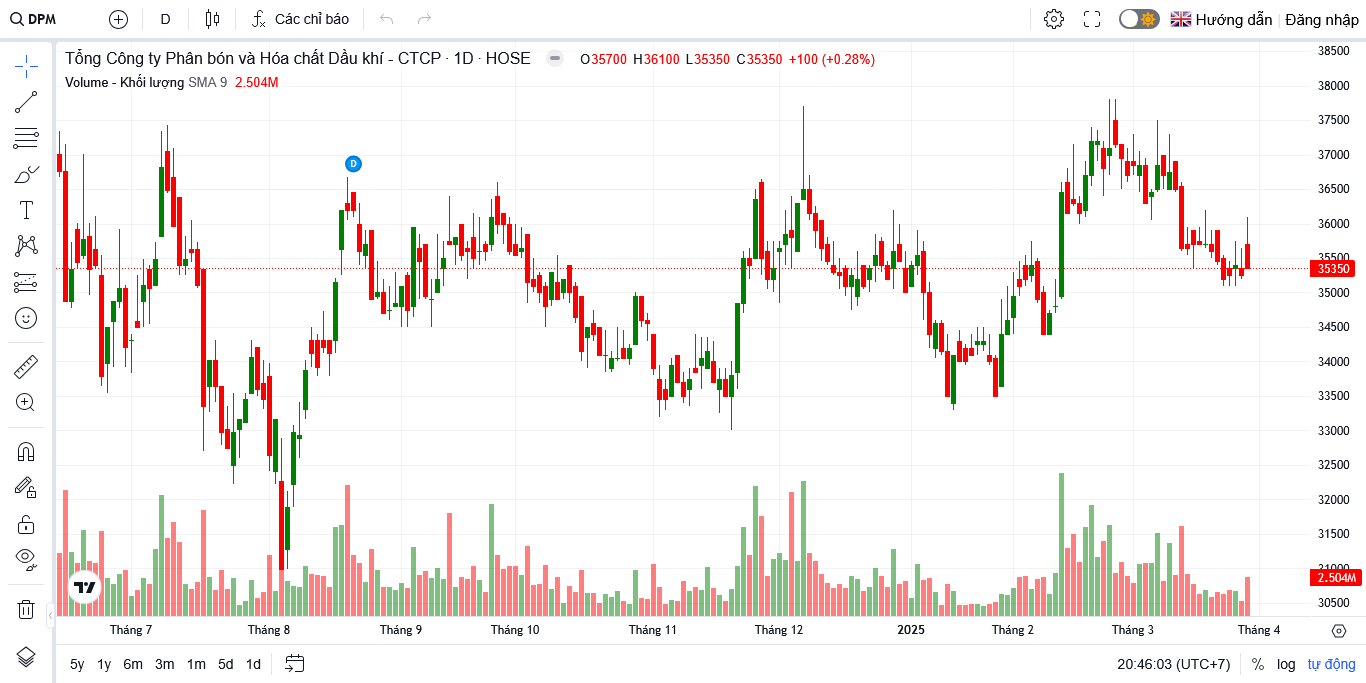 DPM D Các chỉ báo Hướng dẫn Đăng nhập
Tổng Công ty Phân bón và Hóa chất Dầu khí - CTCP · 1D · HOSE O35700 H36100 L35350 C35350 +100 (+0.28%)
Volume - Khối lượng SMA 9 2.504M
D
38500
38000
37500
37000
36500
36000
35500
35350
35000
34500
34000
33500
33000
32500
32000
31500
31000
2.504M
30500
Tháng 7 Tháng 8 Tháng 9 Tháng 10 Tháng 11 Tháng 12 2025 Tháng 2 Tháng 3 Tháng 4
5y 1y 6m 3m 1m 5d 1d 20:46:03 (UTC+7) % log tự động